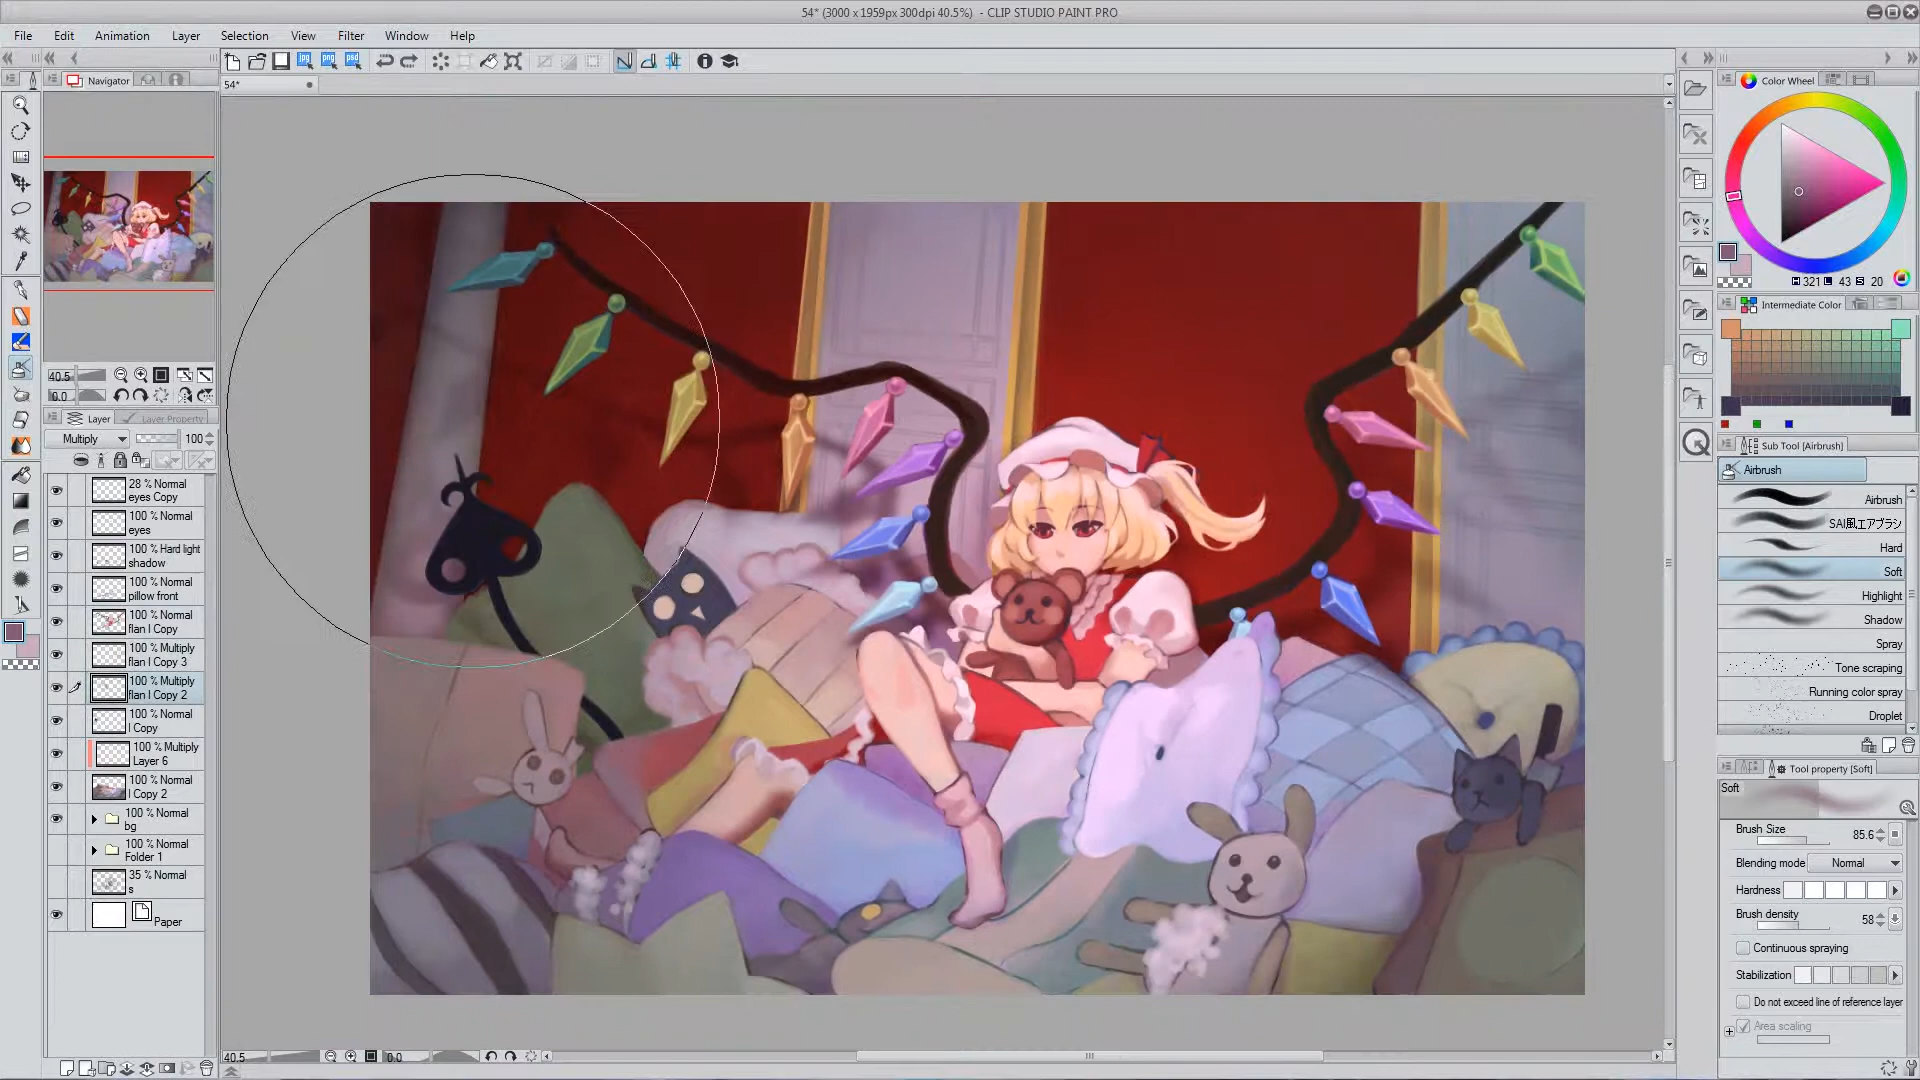 54* (3000 x 1959px 300dpi 40.5%) - CLIP STUDIO PAINT PRO
File Edit Animation Layer Selection View Filter Window Help
54*
Navigator
40.5
0.0
Layer Layer Property
Multiply 100
28 % Normal
eyes Copy
100 % Normal
eyes
100 % Hard light
shadow
100 % Normal
pillow front
100 % Normal
flan l Copy
100 % Multiply
flan l Copy 3
100 % Multiply
flan l Copy 2
100 % Normal
l Copy
100 % Multiply
Layer 6
100 % Normal
l Copy 2
100 % Normal
bg
100 % Normal
Folder 1
35 % Normal
s
Paper
40.5 0.0
Color Wheel
H 321 L 43 S 20
Intermediate Color
Sub Tool [Airbrush]
Airbrush
Airbrush
SAI風エアブラシ
Hard
Soft
Highlight
Shadow
Spray
Tone scraping
Running color spray
Droplet
Tool property [Soft]
Soft
Brush Size 85.6
Blending mode Normal
Hardness
Brush density 58
Continuous spraying
Stabilization
Do not exceed line of reference layer
Area scaling